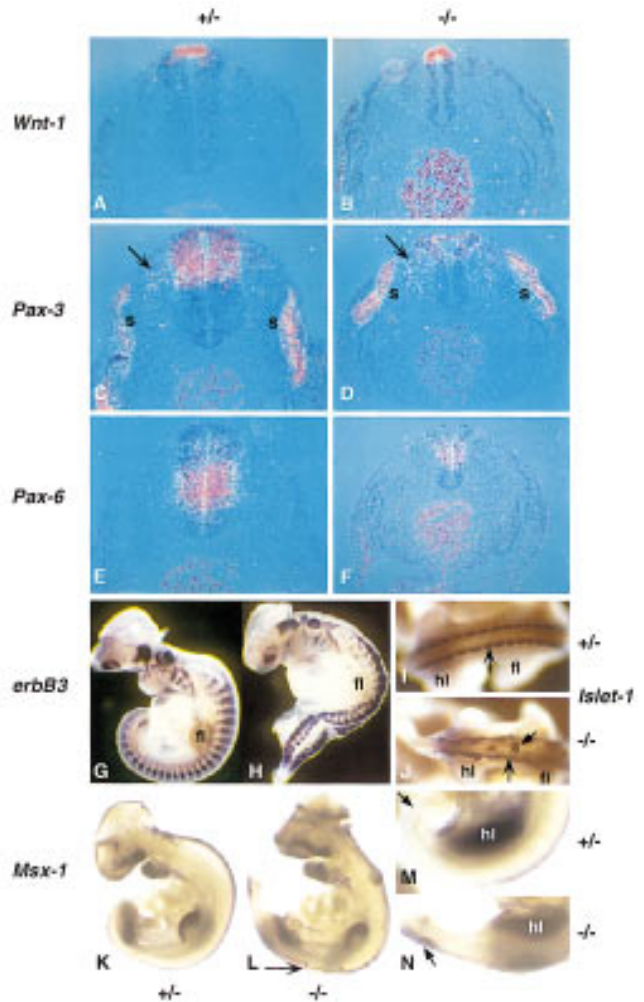 +/-
-/-
Wnt-1
A
B
Pax-3
s
s
C
s
s
D
Pax-6
E
F
erbB3
fl
G
fl
H
hl
fl
I
+/-
Islet-1
hl
fl
J
-/-
Msx-1
K
L
hl
M
+/-
hl
N
-/-
+/-
-/-